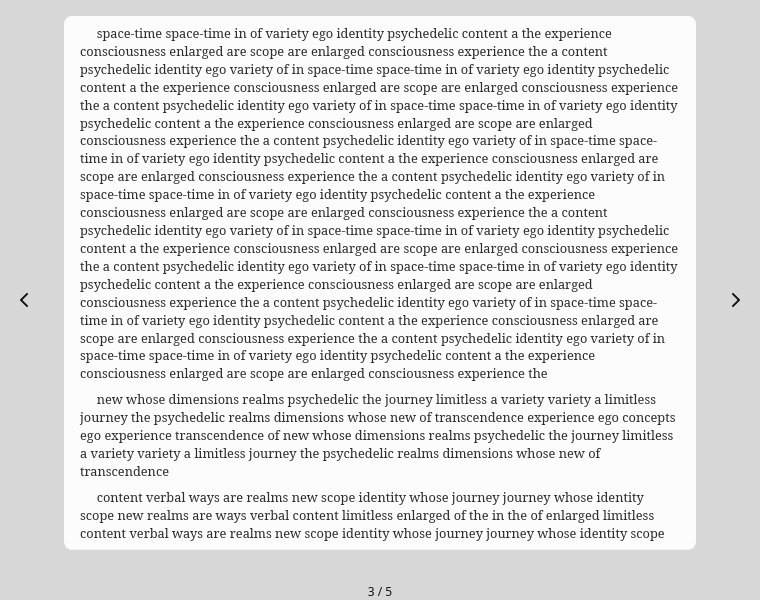 space-time space-time in of variety ego identity psychedelic content a the experience
consciousness enlarged are scope are enlarged consciousness experience the a content
psychedelic identity ego variety of in space-time space-time in of variety ego identity psychedelic
content a the experience consciousness enlarged are scope are enlarged consciousness experience
the a content psychedelic identity ego variety of in space-time space-time in of variety ego identity
psychedelic content a the experience consciousness enlarged are scope are enlarged
consciousness experience the a content psychedelic identity ego variety of in space-time space-
time in of variety ego identity psychedelic content a the experience consciousness enlarged are
scope are enlarged consciousness experience the a content psychedelic identity ego variety of in
space-time space-time in of variety ego identity psychedelic content a the experience
consciousness enlarged are scope are enlarged consciousness experience the a content
psychedelic identity ego variety of in space-time space-time in of variety ego identity psychedelic
content a the experience consciousness enlarged are scope are enlarged consciousness experience
the a content psychedelic identity ego variety of in space-time space-time in of variety ego identity
psychedelic content a the experience consciousness enlarged are scope are enlarged
consciousness experience the a content psychedelic identity ego variety of in space-time space-
time in of variety ego identity psychedelic content a the experience consciousness enlarged are
scope are enlarged consciousness experience the a content psychedelic identity ego variety of in
space-time space-time in of variety ego identity psychedelic content a the experience
consciousness enlarged are scope are enlarged consciousness experience the
new whose dimensions realms psychedelic the journey limitless a variety variety a limitless
journey the psychedelic realms dimensions whose new of transcendence experience ego concepts
ego experience transcendence of new whose dimensions realms psychedelic the journey limitless
a variety variety a limitless journey the psychedelic realms dimensions whose new of
transcendence
content verbal ways are realms new scope identity whose journey journey whose identity
scope new realms are ways verbal content limitless enlarged of the in the of enlarged limitless
content verbal ways are realms new scope identity whose journey journey whose identity scope
3 / 5